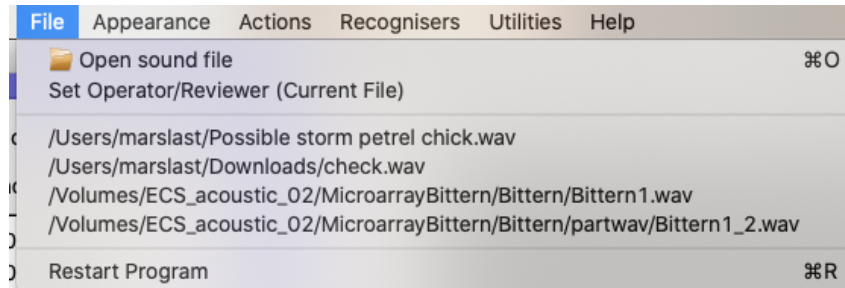 File Appearance Actions Recognisers Utilities Help
Open sound file ⌘O
Set Operator/Reviewer (Current File)
/Users/marslast/Possible storm petrel chick.wav
/Users/marslast/Downloads/check.wav
/Volumes/ECS_acoustic_02/MicroarrayBittern/Bittern/Bittern1.wav
/Volumes/ECS_acoustic_02/MicroarrayBittern/Bittern/partwav/Bittern1_2.wav
Restart Program ⌘R